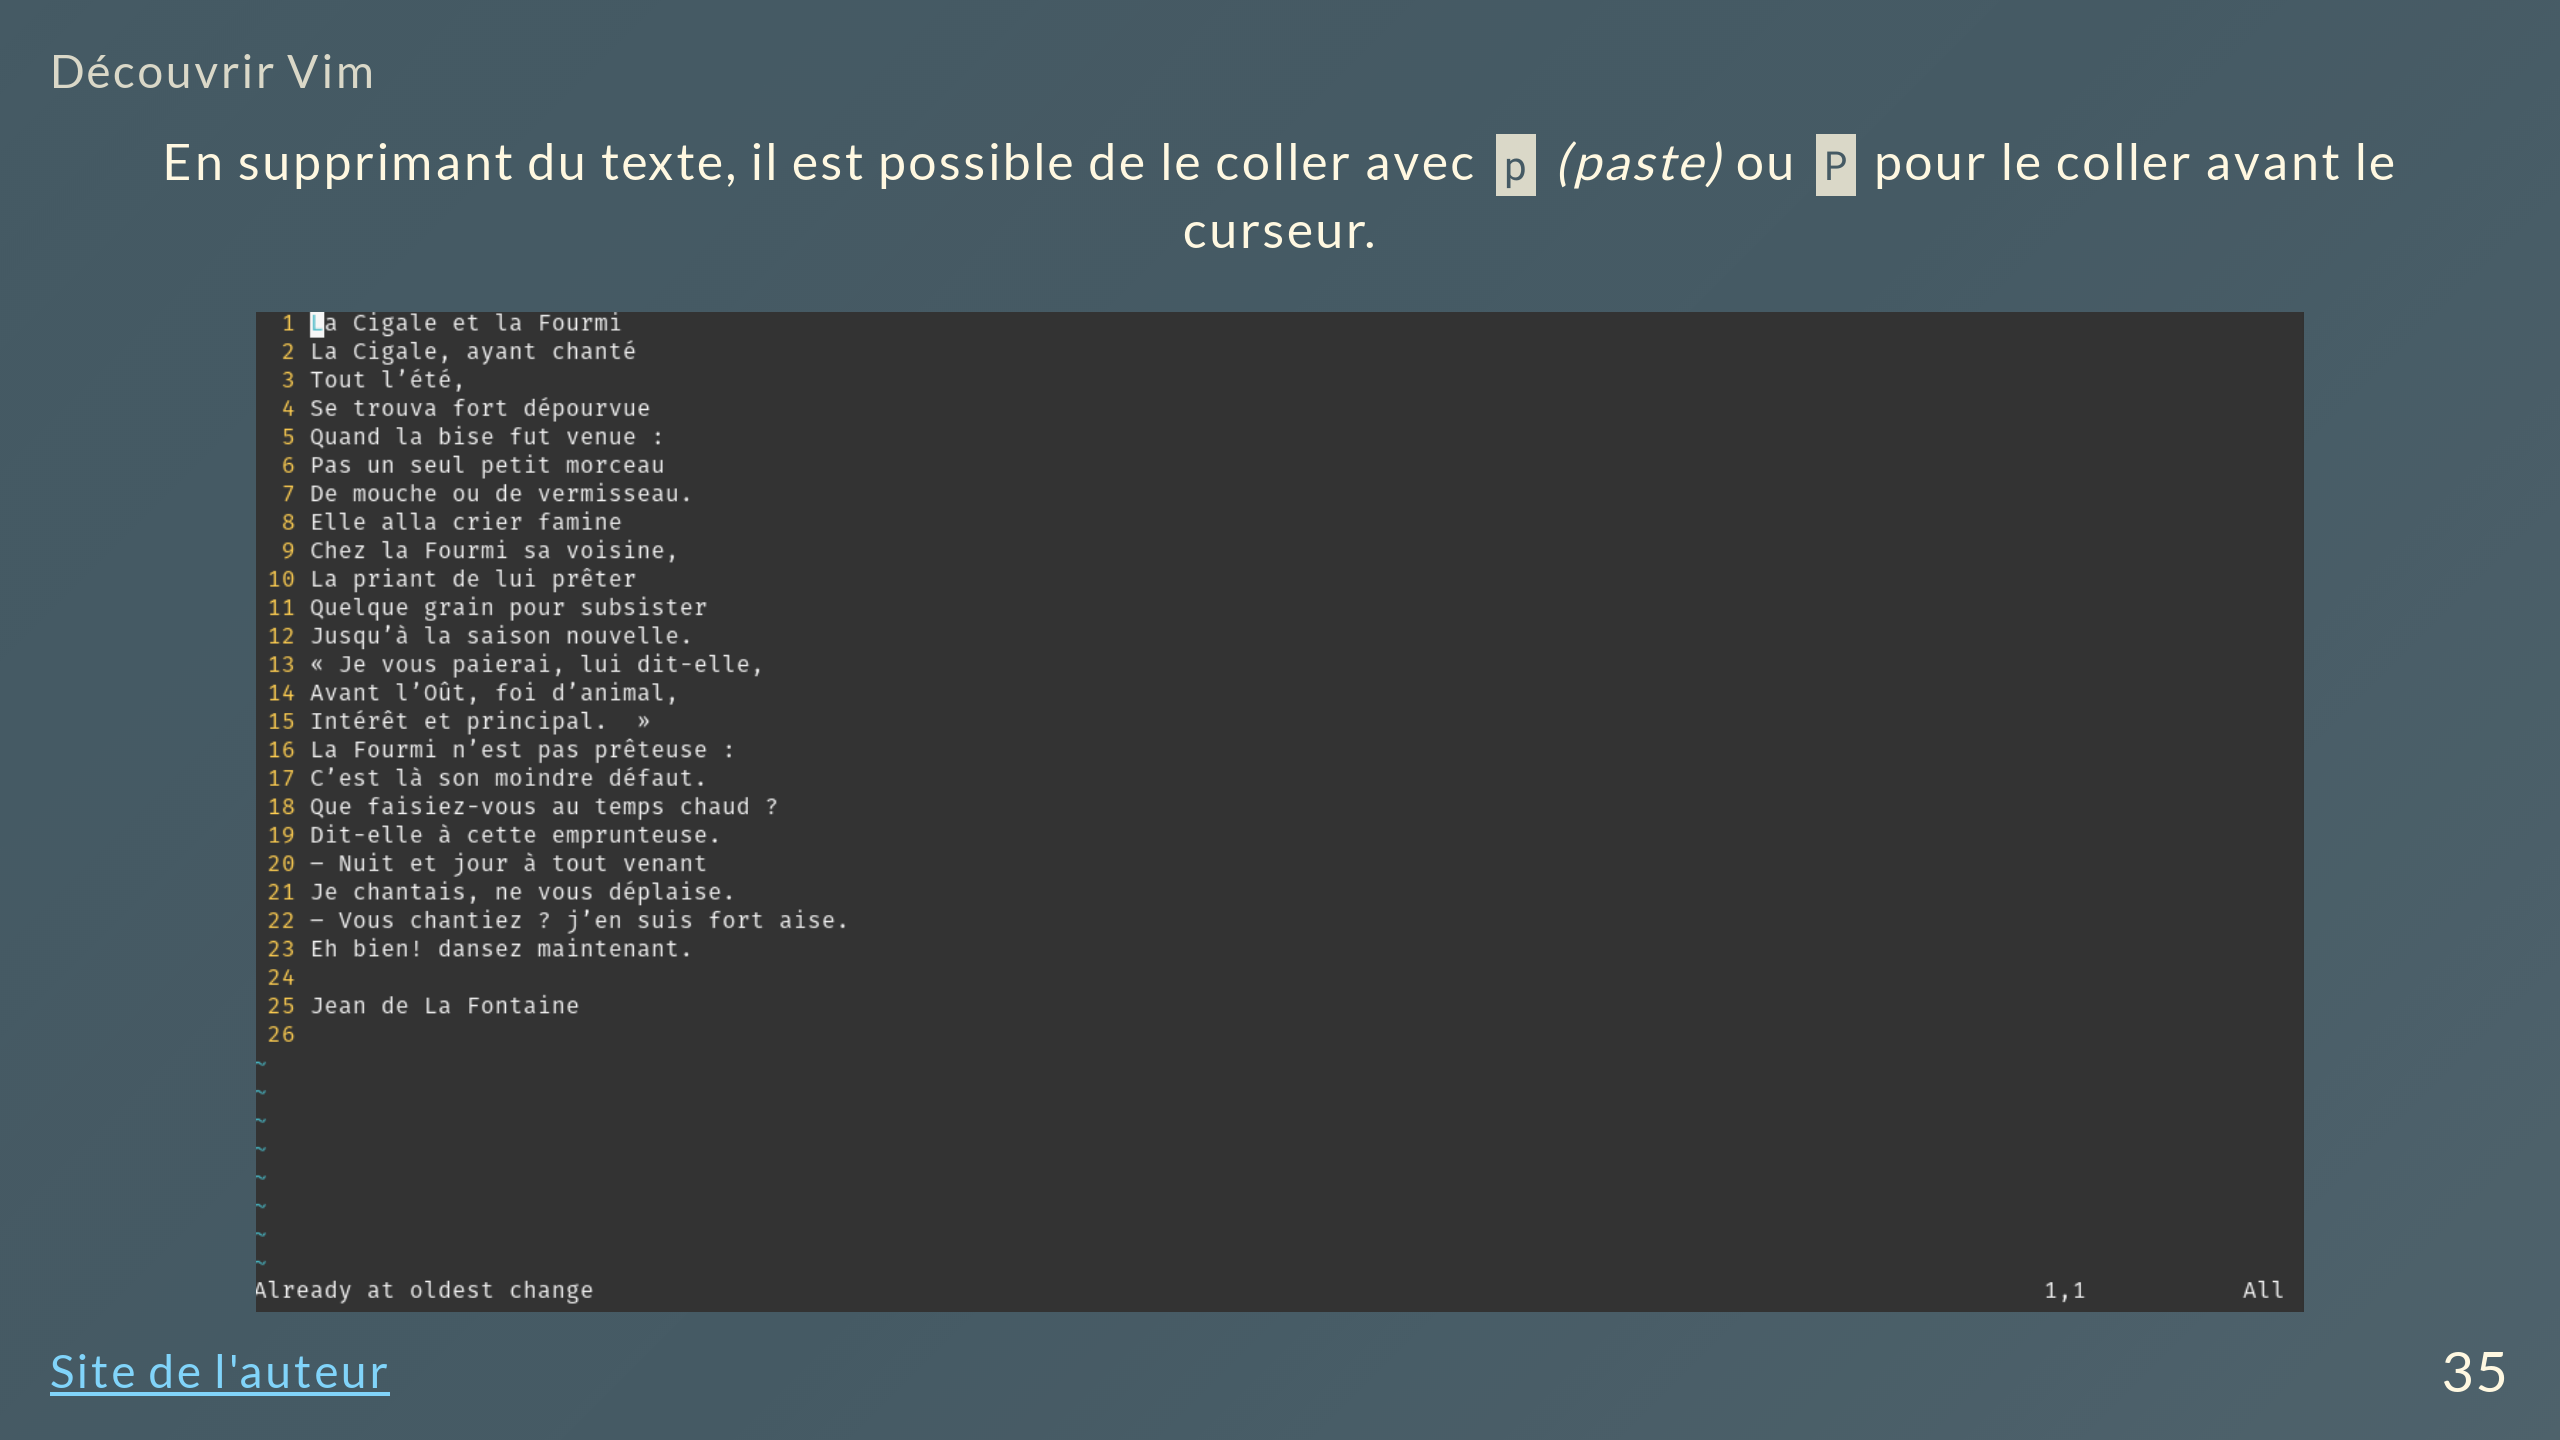 Découvrir Vim
En supprimant du texte, il est possible de le coller avec p (paste) ou P pour le coller avant le
curseur.
1 La Cigale et la Fourmi
2 La Cigale, ayant chanté
3 Tout l’été,
4 Se trouva fort dépourvue
5 Quand la bise fut venue :
6 Pas un seul petit morceau
7 De mouche ou de vermisseau.
8 Elle alla crier famine
9 Chez la Fourmi sa voisine,
10 La priant de lui prêter
11 Quelque grain pour subsister
12 Jusqu’à la saison nouvelle.
13 « Je vous paierai, lui dit-elle,
14 Avant l’Oût, foi d’animal,
15 Intérêt et principal.  »
16 La Fourmi n’est pas prêteuse :
17 C’est là son moindre défaut.
18 Que faisiez-vous au temps chaud ?
19 Dit-elle à cette emprunteuse.
20 — Nuit et jour à tout venant
21 Je chantais, ne vous déplaise.
22 — Vous chantiez ? j’en suis fort aise.
23 Eh bien! dansez maintenant.
24
25 Jean de La Fontaine
26
~
~
~
~
~
~
~
~
Already at oldest change 1,1 All
Site de l'auteur 35